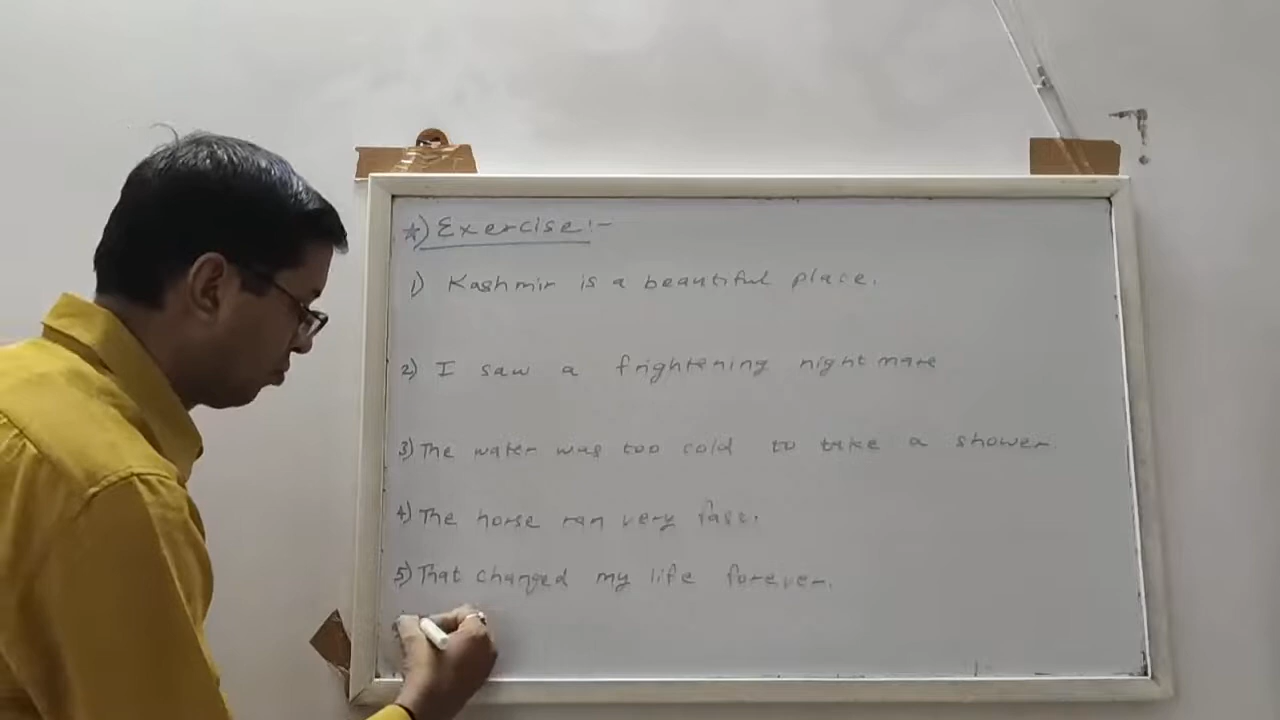 ☆) Exercise:-
1) Kashmir is a beautiful place.
2) I saw a frightening nightmare
3) The water was too cold to take a shower
4) The horse ran very fast.
5) That changed my life forever.